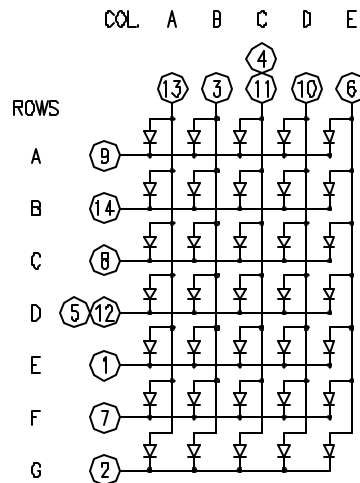 COL. A B C D E
4
13 3 11 10 6
ROWS
A 9
B 14
C 8
D 5 12
E 1
F 7
G 2